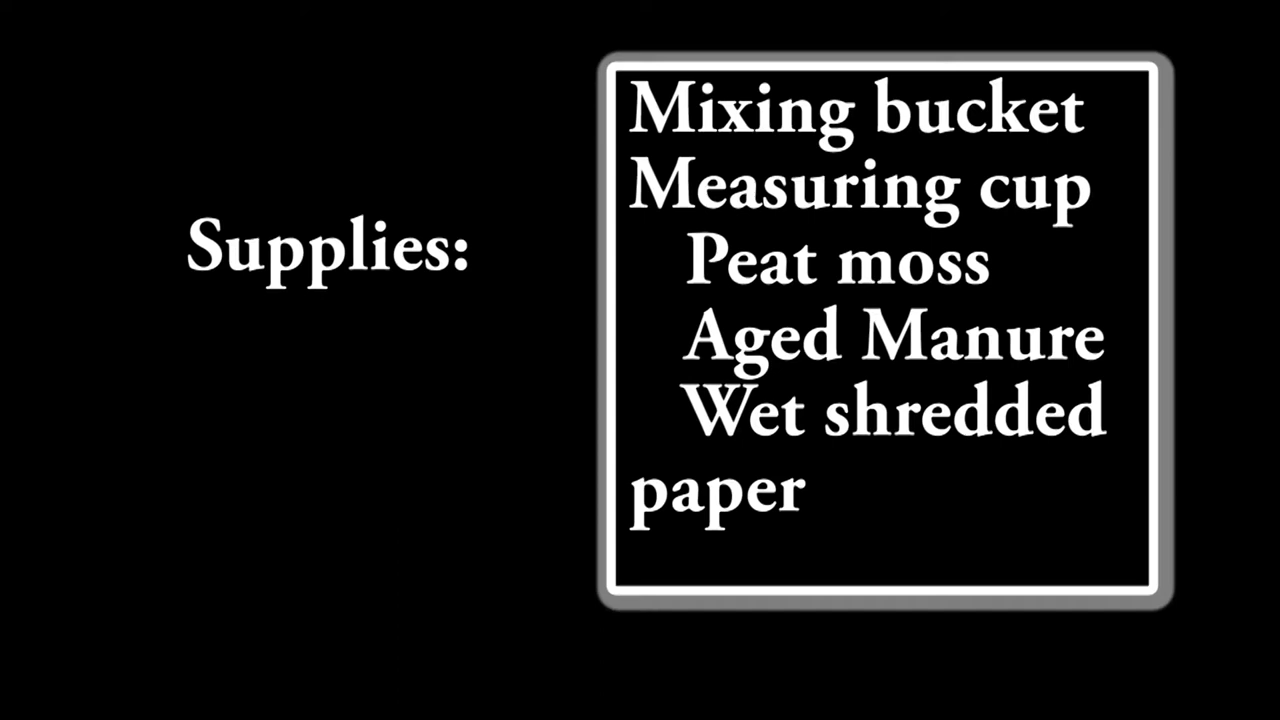 Supplies:
Mixing bucket
Measuring cup
Peat moss
Aged Manure
Wet shredded
paper